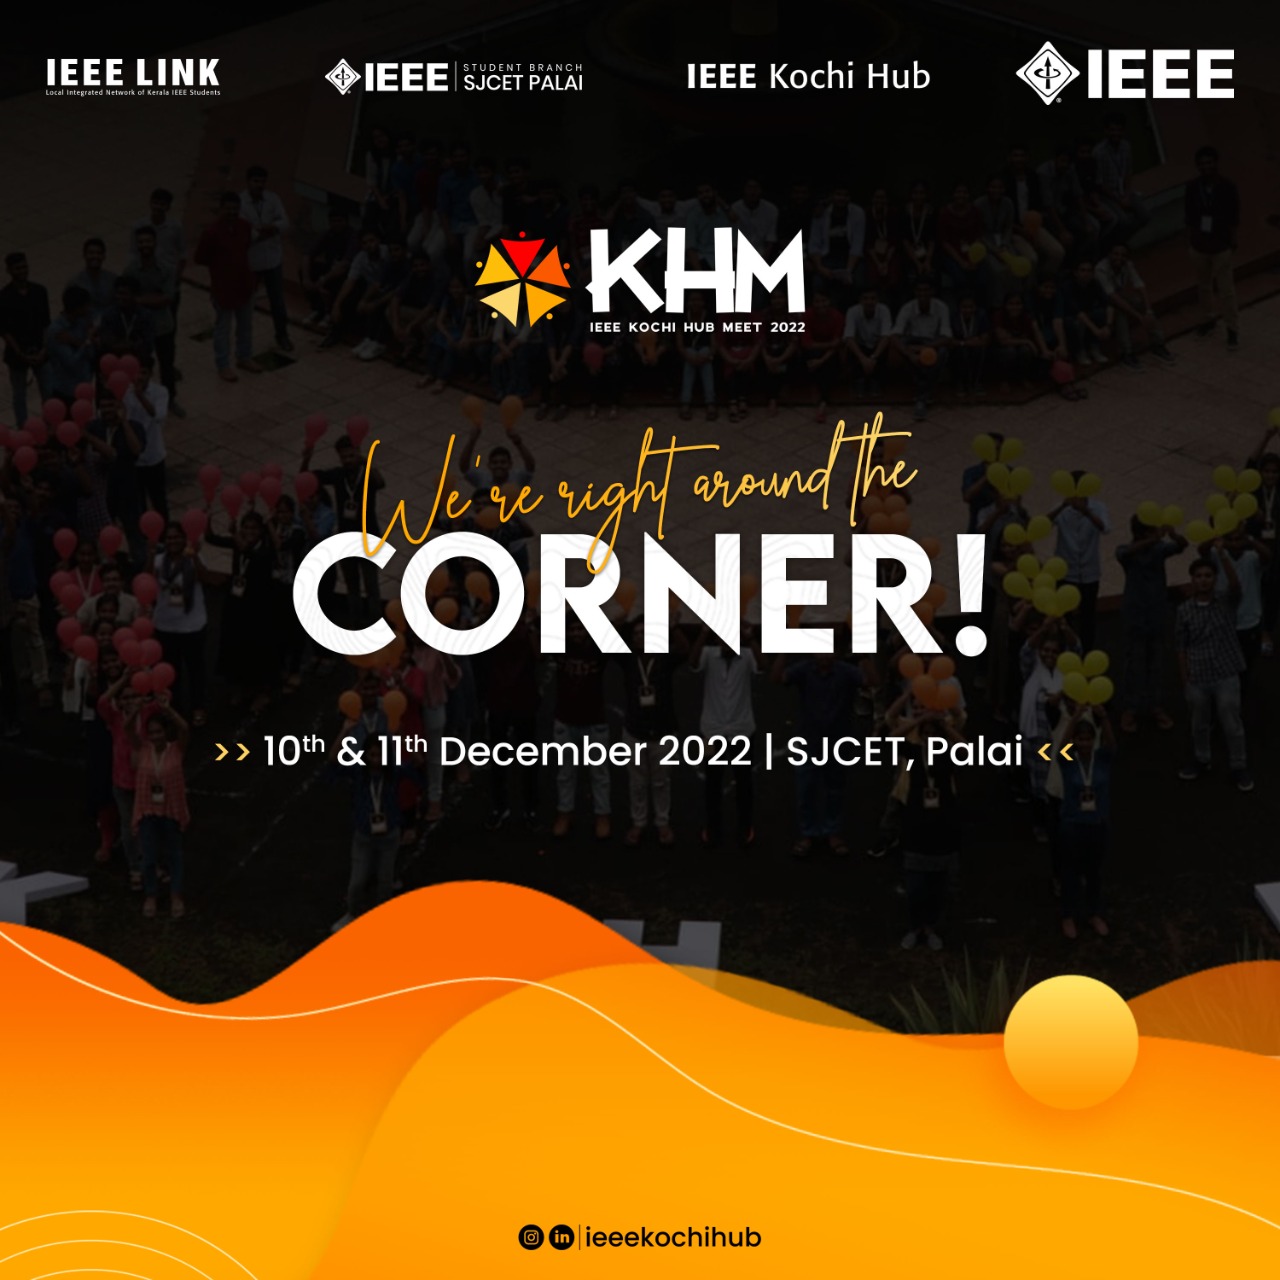 IEEE LINK
Local Integrated Network of Kerala IEEE Students
IEEE
STUDENT BRANCH
SJCET PALAI
IEEE Kochi Hub
IEEE
KHM
IEEE KOCHI HUB MEET 2022
We're right around the
CORNER!
>> 10th & 11th December 2022 | SJCET, Palai <<
in
ieeekochihub